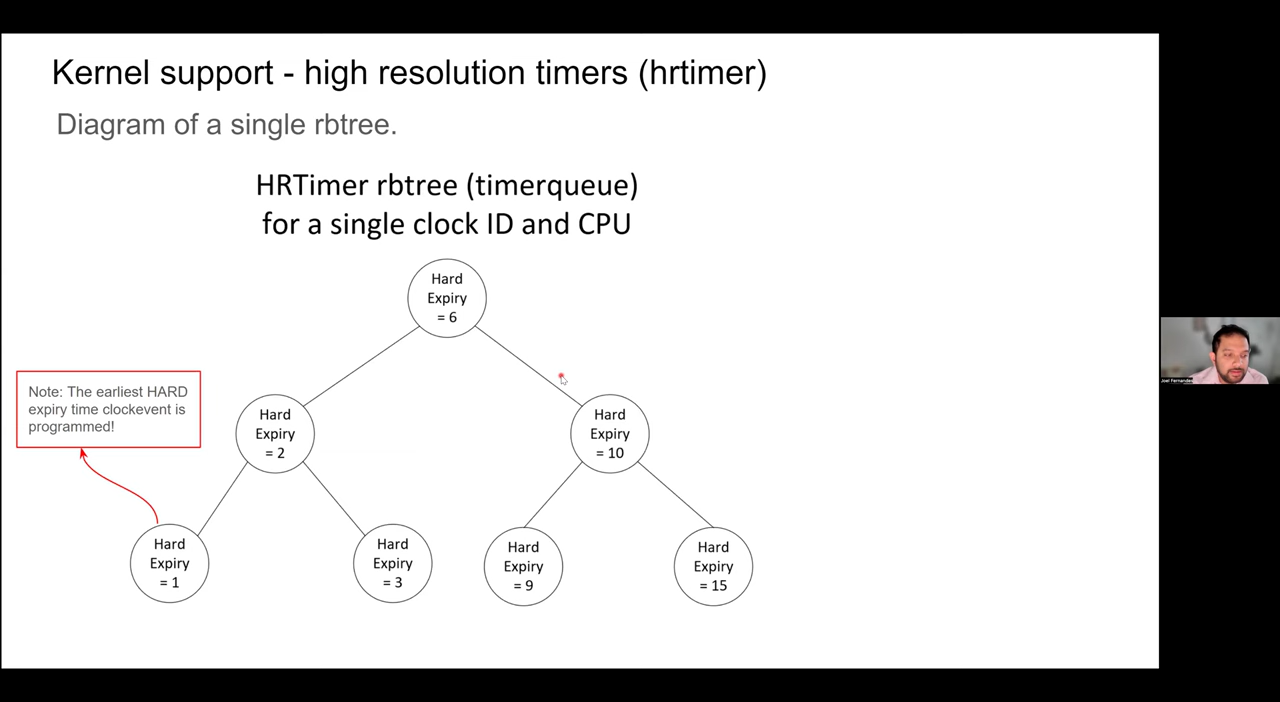 Kernel support - high resolution timers (hrtimer)
Diagram of a single rbtree.
HRTimer rbtree (timerqueue)
for a single clock ID and CPU
Hard
Expiry
= 6
Note: The earliest HARD
expiry time clockevent is
programmed!
Hard
Expiry
= 2
Hard
Expiry
= 10
Hard
Expiry
= 1
Hard
Expiry
= 3
Hard
Expiry
= 9
Hard
Expiry
= 15
Joel Fernandes